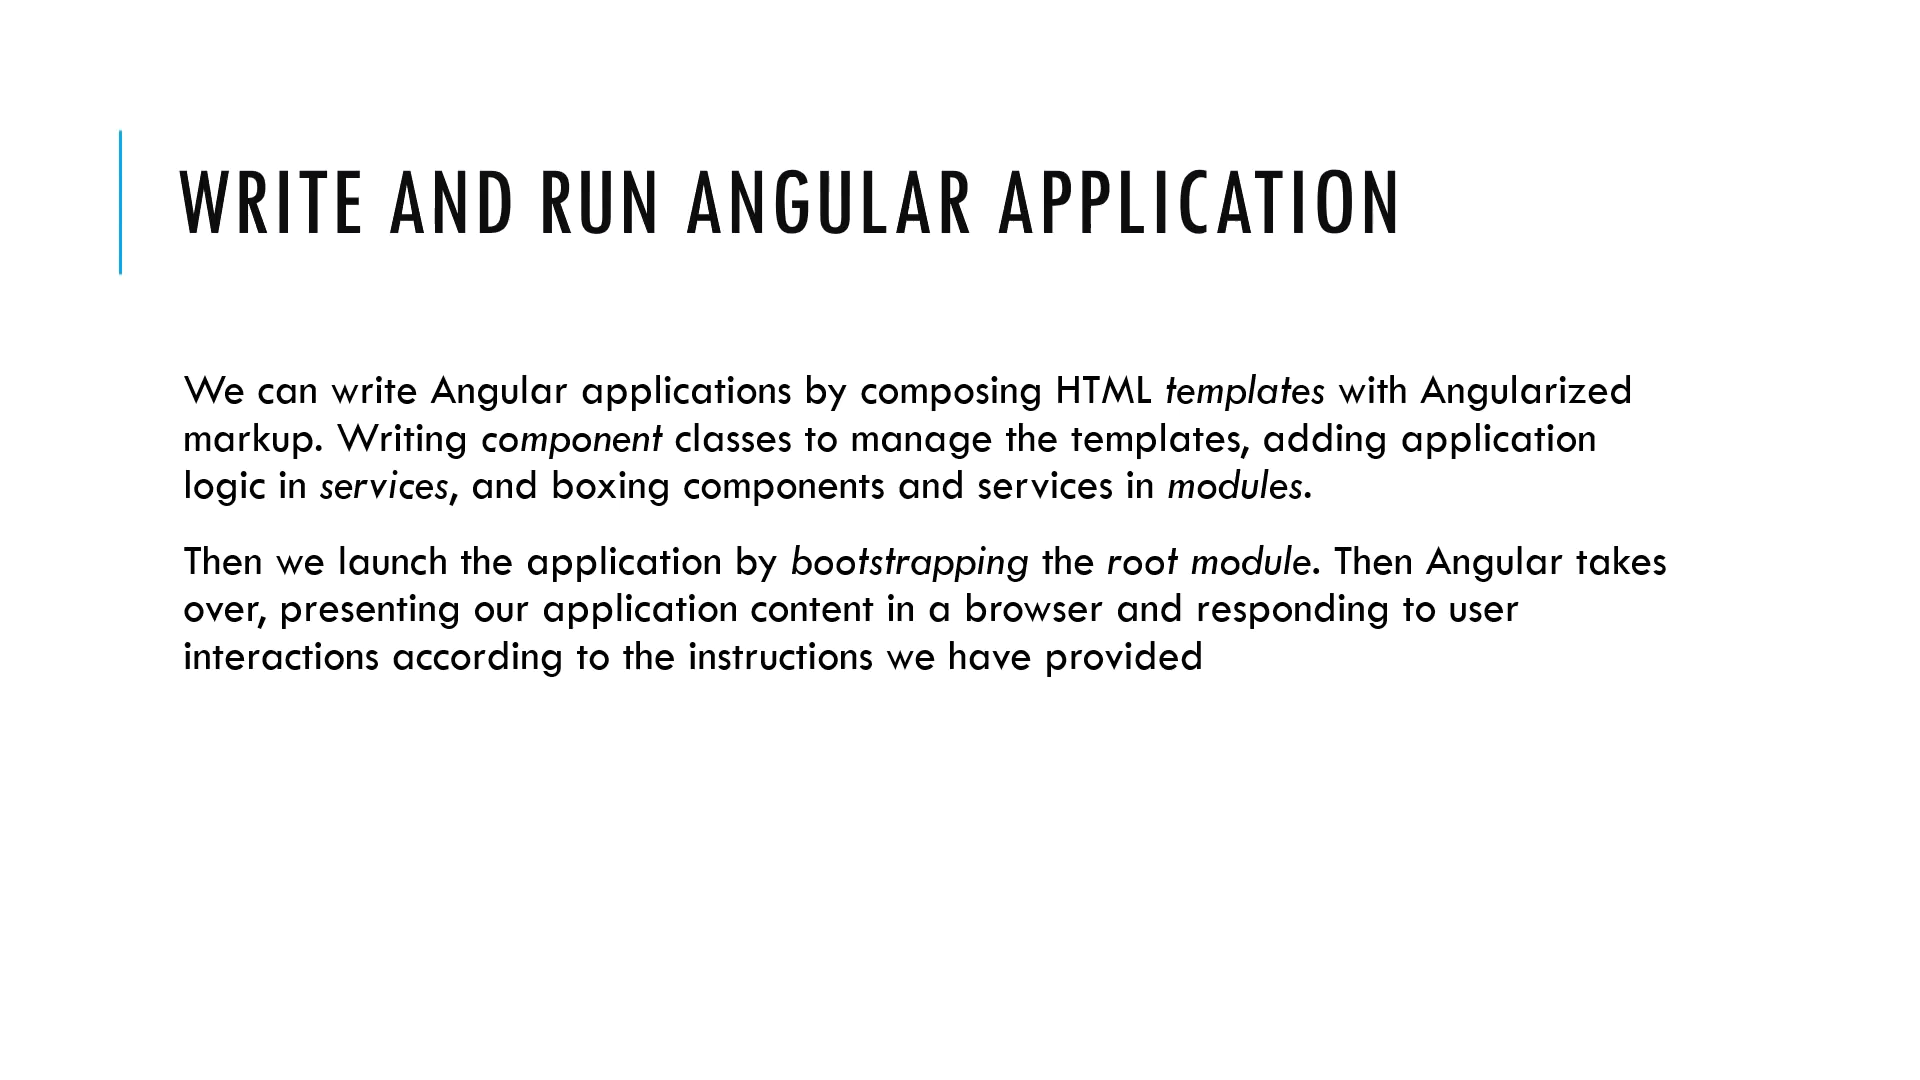 WRITE AND RUN ANGULAR APPLICATION
We can write Angular applications by composing HTML templates with Angularized
markup. Writing component classes to manage the templates, adding application
logic in services, and boxing components and services in modules.
Then we launch the application by bootstrapping the root module. Then Angular takes
over, presenting our application content in a browser and responding to user
interactions according to the instructions we have provided